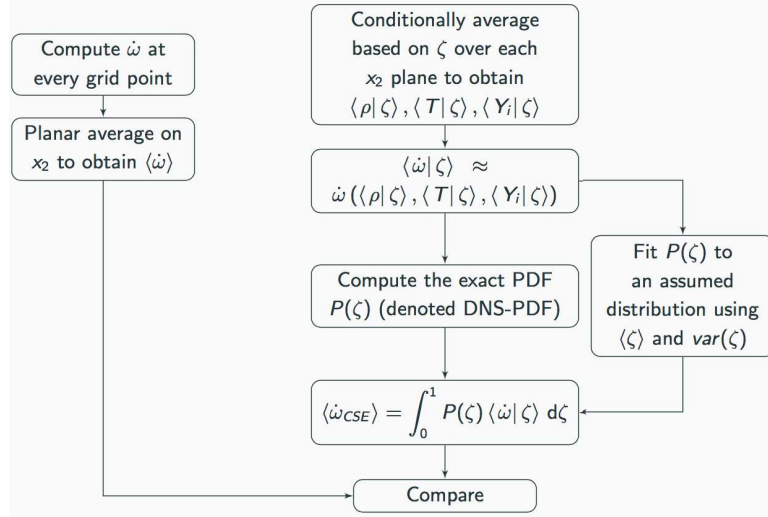 Compute ω̇ at
every grid point
Planar average on
x₂ to obtain ⟨ω̇⟩
Conditionally average
based on ζ over each
x₂ plane to obtain
⟨ρ|ζ⟩, ⟨T|ζ⟩, ⟨Yᵢ|ζ⟩
⟨ω̇|ζ⟩ ≈
ω̇(⟨ρ|ζ⟩, ⟨T|ζ⟩, ⟨Yᵢ|ζ⟩)
Compute the exact PDF
P(ζ) (denoted DNS-PDF)
Fit P(ζ) to
an assumed
distribution using
⟨ζ⟩ and var(ζ)
⟨ω̇_CSE⟩ = ∫₀¹ P(ζ) ⟨ω̇|ζ⟩ dζ
Compare